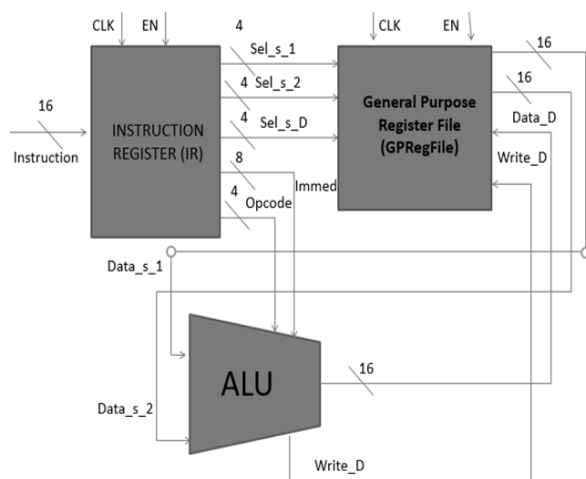 CLK
EN
4
CLK
EN
16
Sel_s_1
16
4
Sel_s_2
16
Instruction
INSTRUCTION
REGISTER (IR)
4
Sel_s_D
General Purpose
Register File
(GPRegFile)
Data_D
Write_D
8
Immed
4
Opcode
Data_s_1
Data_s_2
ALU
16
Write_D